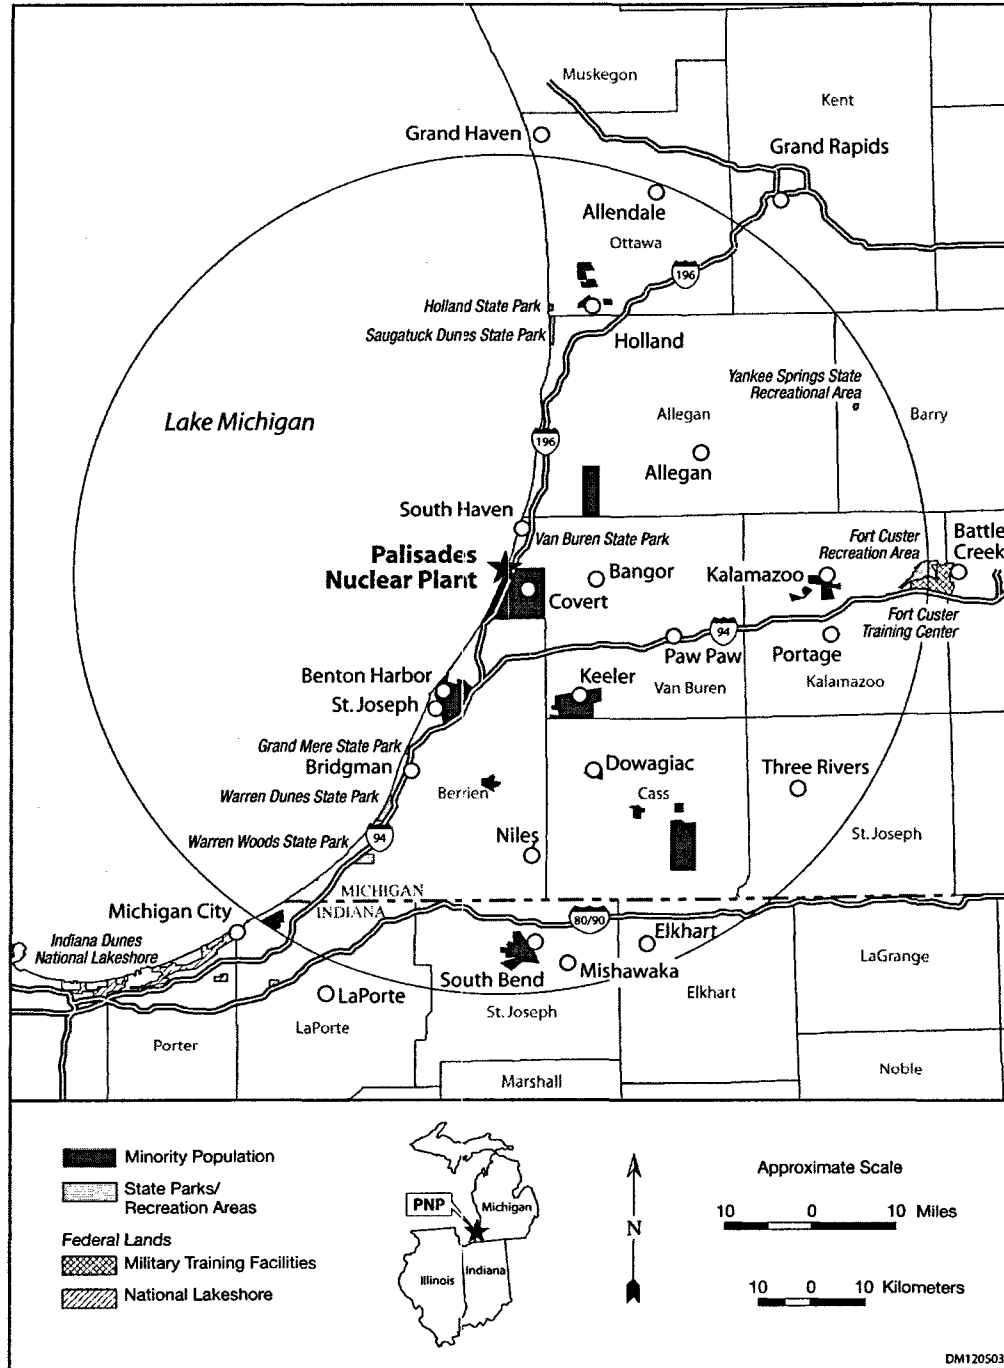 Muskegon
Kent
Grand Haven
Grand Rapids
Allendale
Ottawa
196
Holland State Park
Saugatuck Dunes State Park
Holland
Yankee Springs State
Recreational Area
Lake Michigan
Allegan
Barry
196
Allegan
South Haven
Van Buren State Park
Fort Custer
Recreation Area
Battle
Creek
Palisades
Nuclear Plant
Bangor
Kalamazoo
Covert
Fort Custer
Training Center
94
Paw Paw
Portage
Benton Harbor
Keeler
Van Buren
Kalamazoo
St. Joseph
Grand Mere State Park
Bridgman
Dowagiac
Three Rivers
Warren Dunes State Park
Berrien
Cass
Warren Woods State Park
94
Niles
St. Joseph
MICHIGAN
INDIANA
Michigan City
80/90
Elkhart
Indiana Dunes
National Lakeshore
South Bend
Mishawaka
LaGrange
LaPorte
St. Joseph
Elkhart
LaPorte
Porter
Marshall
Noble
Minority Population
State Parks/
Recreation Areas
Federal Lands
Military Training Facilities
National Lakeshore
PNP
Michigan
Illinois
Indiana
N
Approximate Scale
10 0 10 Miles
10 0 10 Kilometers
DM120503